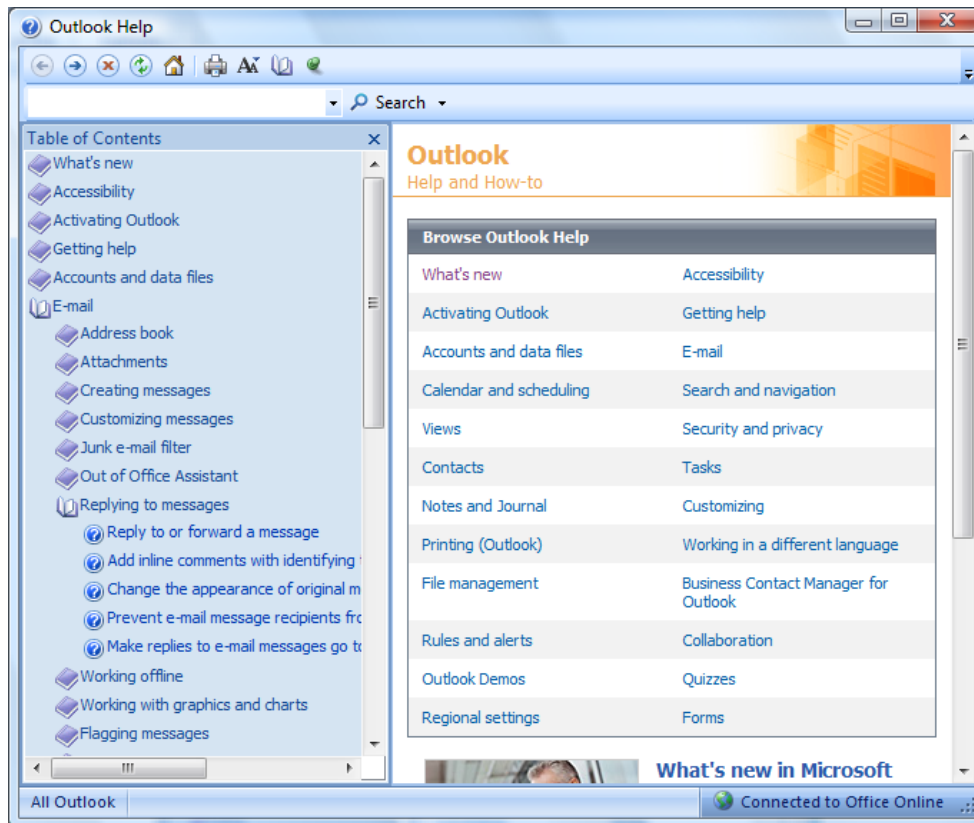 Outlook Help
Search
Table of Contents
What's new
Accessibility
Activating Outlook
Getting help
Accounts and data files
E-mail
Address book
Attachments
Creating messages
Customizing messages
Junk e-mail filter
Out of Office Assistant
Replying to messages
Reply to or forward a message
Add inline comments with identifying
Change the appearance of original m
Prevent e-mail message recipients fro
Make replies to e-mail messages go to
Working offline
Working with graphics and charts
Flagging messages
Outlook
Help and How-to
Browse Outlook Help
What's new Accessibility
Activating Outlook Getting help
Accounts and data files E-mail
Calendar and scheduling Search and navigation
Views Security and privacy
Contacts Tasks
Notes and Journal Customizing
Printing (Outlook) Working in a different language
File management Business Contact Manager for
Outlook
Rules and alerts Collaboration
Outlook Demos Quizzes
Regional settings Forms
What's new in Microsoft
All Outlook
Connected to Office Online